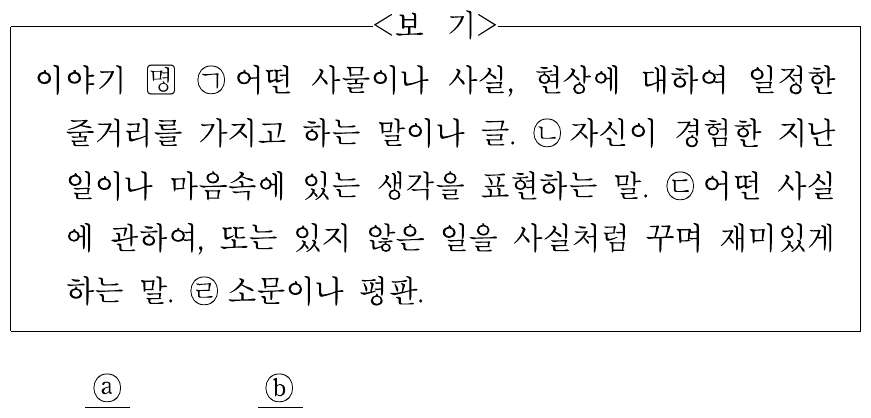 <보 기>
이야기 명 ㉠ 어떤 사물이나 사실, 현상에 대하여 일정한
줄거리를 가지고 하는 말이나 글. ㉡ 자신이 경험한 지난
일이나 마음속에 있는 생각을 표현하는 말. ㉢ 어떤 사실
에 관하여, 또는 있지 않은 일을 사실처럼 꾸며 재미있게
하는 말. ㉣ 소문이나 평판.
ⓐ ⓑ